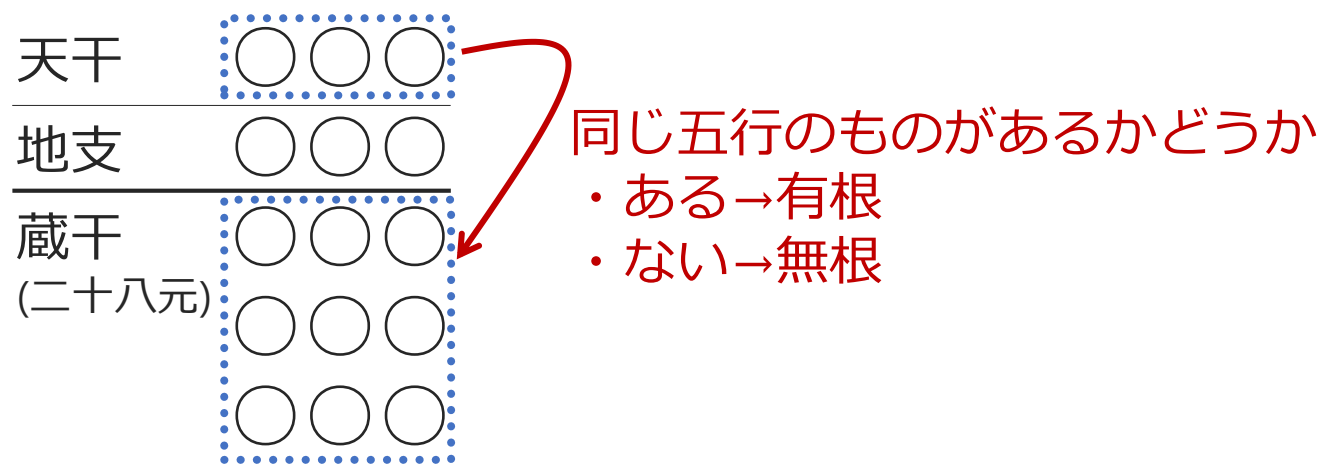 天干
地支
蔵干
(二十八元)
同じ五行のものがあるかどうか
・ある→有根
・ない→無根